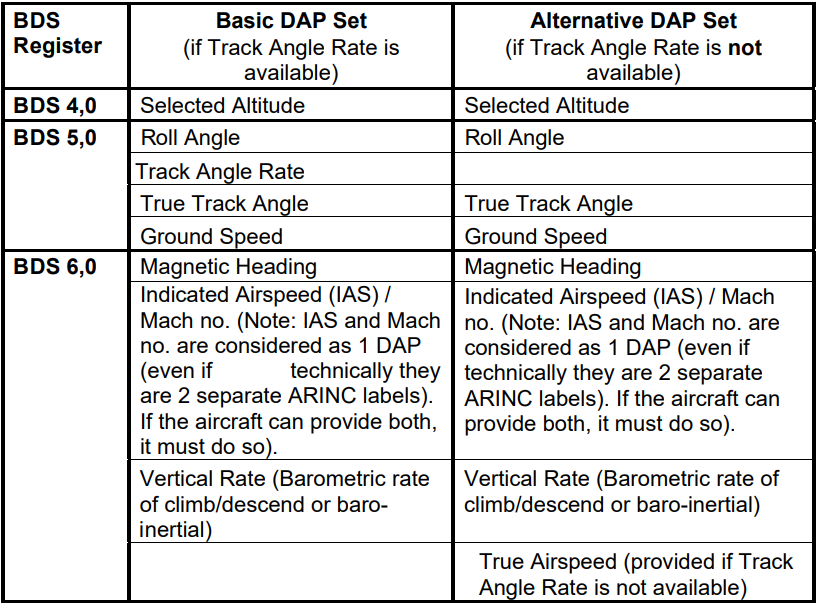 BDS Register
Basic DAP Set
(if Track Angle Rate is
available)
Alternative DAP Set
(if Track Angle Rate is not
available)
BDS 4,0
Selected Altitude
Selected Altitude
BDS 5,0
Roll Angle
Roll Angle
Track Angle Rate
True Track Angle
True Track Angle
Ground Speed
Ground Speed
BDS 6,0
Magnetic Heading
Magnetic Heading
Indicated Airspeed (IAS) /
Mach no. (Note: IAS and Mach
no. are considered as 1 DAP
(even if technically they
are 2 separate ARINC labels).
If the aircraft can provide both,
it must do so).
Indicated Airspeed (IAS) / Mach
no. (Note: IAS and Mach no. are
considered as 1 DAP (even if
technically they are 2 separate
ARINC labels). If the aircraft can
provide both, it must do so).
Vertical Rate (Barometric rate
of climb/descend or baro-
inertial)
Vertical Rate (Barometric rate of
climb/descend or baro-inertial)
True Airspeed (provided if Track
Angle Rate is not available)